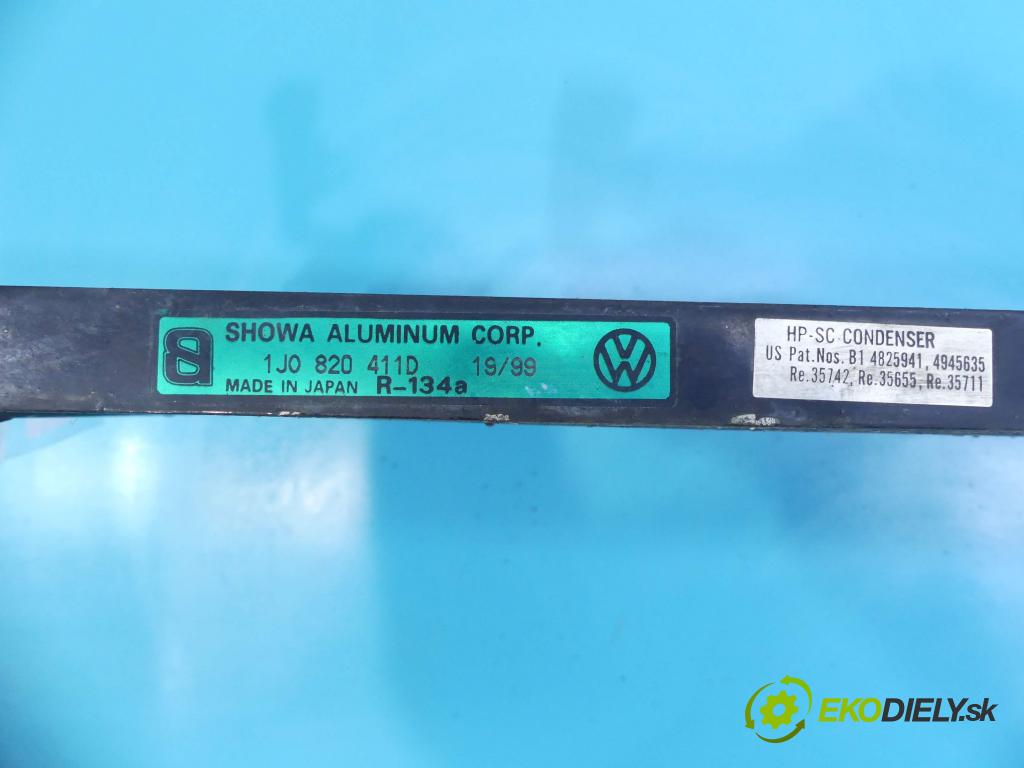 SHOWA ALUMINUM CORP.
1J0 820 411D 19/99
MADE IN JAPAN R-134a
HP-SC CONDENSER
US Pat.Nos. B1 4825941, 4945635
Re.35742, Re.35655, Re.35711
EKODIELY.sk